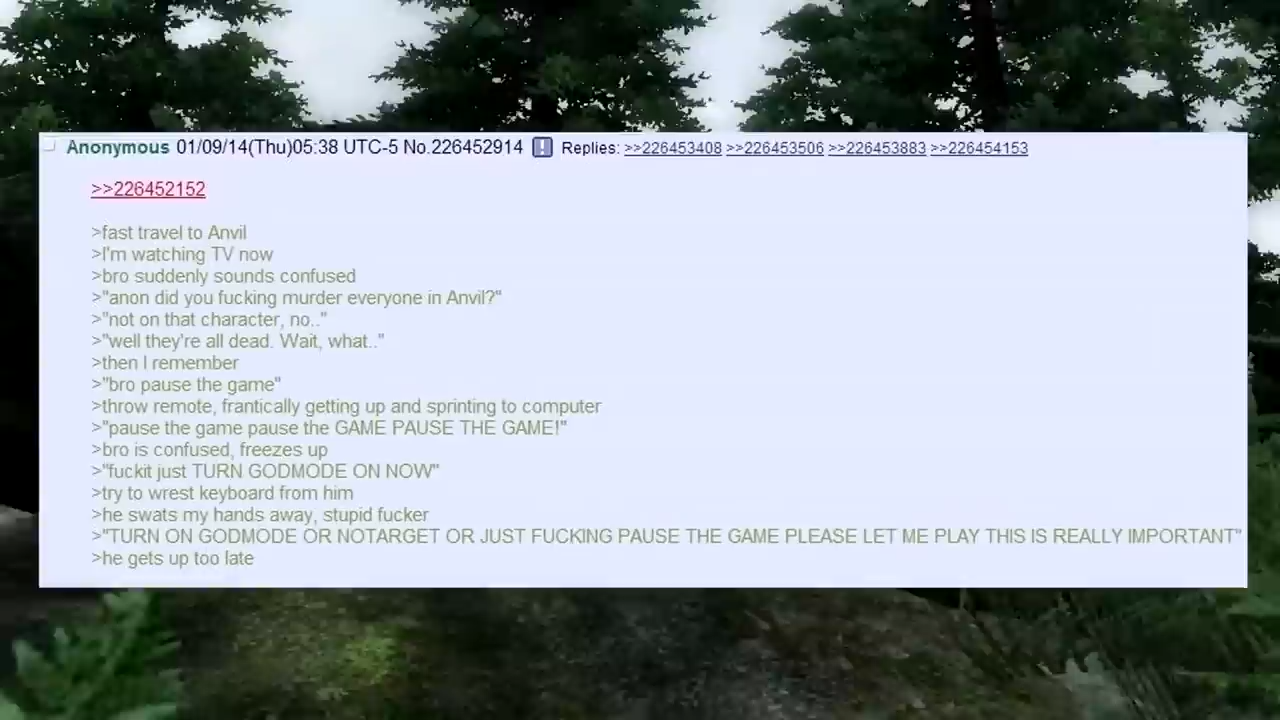 Anonymous 01/09/14(Thu)05:38 UTC-5 No.226452914 Replies: >>226453408 >>226453506 >>226453883 >>226454153
>>226452152
>fast travel to Anvil
>I'm watching TV now
>bro suddenly sounds confused
>"anon did you fucking murder everyone in Anvil?"
>"not on that character, no.."
>"well they're all dead. Wait, what.."
>then I remember
>"bro pause the game"
>throw remote, frantically getting up and sprinting to computer
>"pause the game pause the GAME PAUSE THE GAME!"
>bro is confused, freezes up
>"fuckit just TURN GODMODE ON NOW"
>try to wrest keyboard from him
>he swats my hands away, stupid fucker
>"TURN ON GODMODE OR NOTARGET OR JUST FUCKING PAUSE THE GAME PLEASE LET ME PLAY THIS IS REALLY IMPORTANT"
>he gets up too late